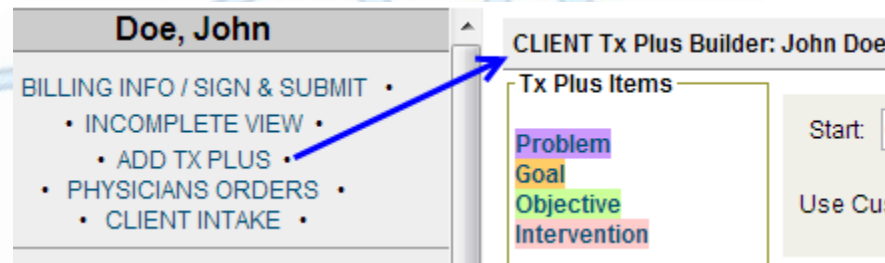 Doe, John
BILLING INFO / SIGN & SUBMIT •
• INCOMPLETE VIEW •
• ADD TX PLUS •
• PHYSICIANS ORDERS •
• CLIENT INTAKE •
CLIENT Tx Plus Builder: John Doe
Tx Plus Items
Problem
Goal
Objective
Intervention
Start:
Use Cu